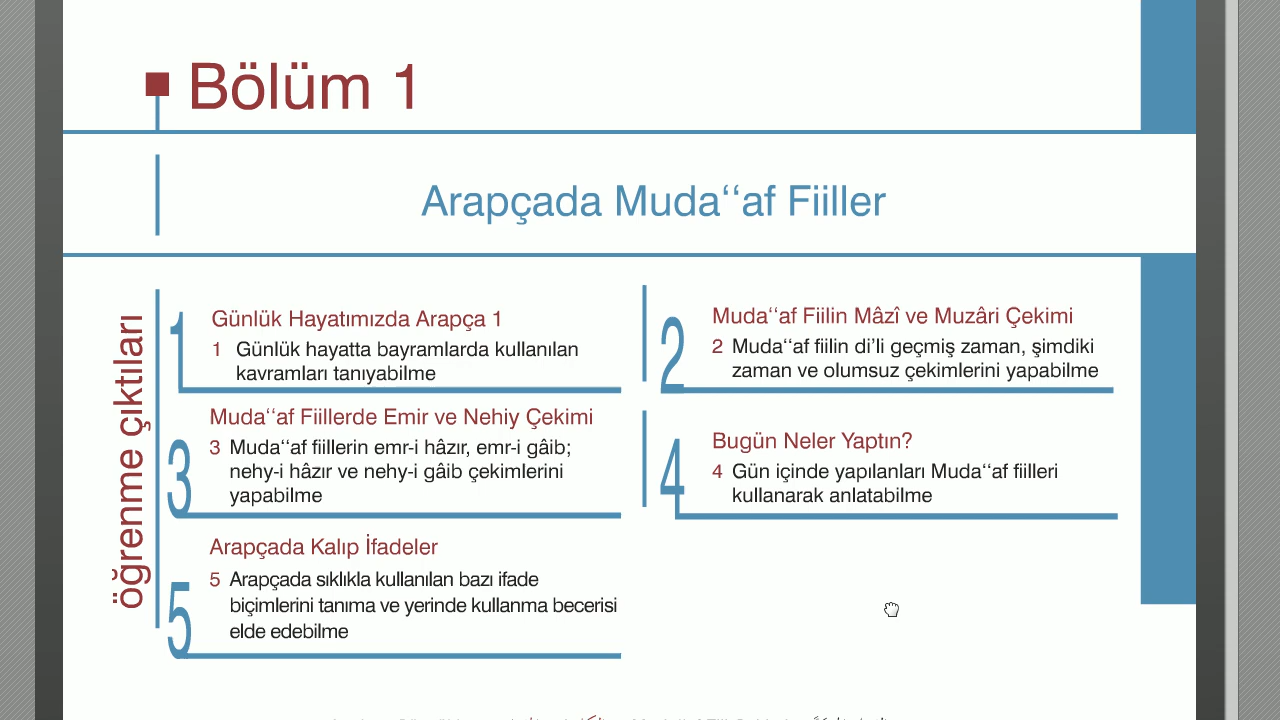 Bölüm 1
Arapçada Muda‘‘af Fiiller
öğrenme çıktıları
1
Günlük Hayatımızda Arapça 1
1 Günlük hayatta bayramlarda kullanılan
kavramları tanıyabilme
2
Muda‘‘af Fiilin Mâzî ve Muzâri Çekimi
2 Muda‘‘af fiilin di’li geçmiş zaman, şimdiki
zaman ve olumsuz çekimlerini yapabilme
3
Muda‘‘af Fiillerde Emir ve Nehiy Çekimi
3 Muda‘‘af fiillerin emr-i hâzır, emr-i gâib;
nehy-i hâzır ve nehy-i gâib çekimlerini
yapabilme
4
Bugün Neler Yaptın?
4 Gün içinde yapılanları Muda‘‘af fiilleri
kullanarak anlatabilme
5
Arapçada Kalıp İfadeler
5 Arapçada sıklıkla kullanılan bazı ifade
biçimlerini tanıma ve yerinde kullanma becerisi
elde edebilme